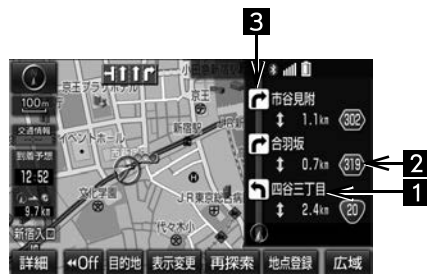 3
京王プラザホテル
小田急
100m
京王
市谷見附
1.1km
302
交通情報
イベントホール
新宿駅
合羽坂
到着予想
0.7km
319
2
12:52
四谷三丁目
1
文化学園
JR東京総合病院
9.7km
2.4km
20
新宿入口
代々木小
詳細
◀◀Off
目的地
表示変更
再探索
地点登録
広域